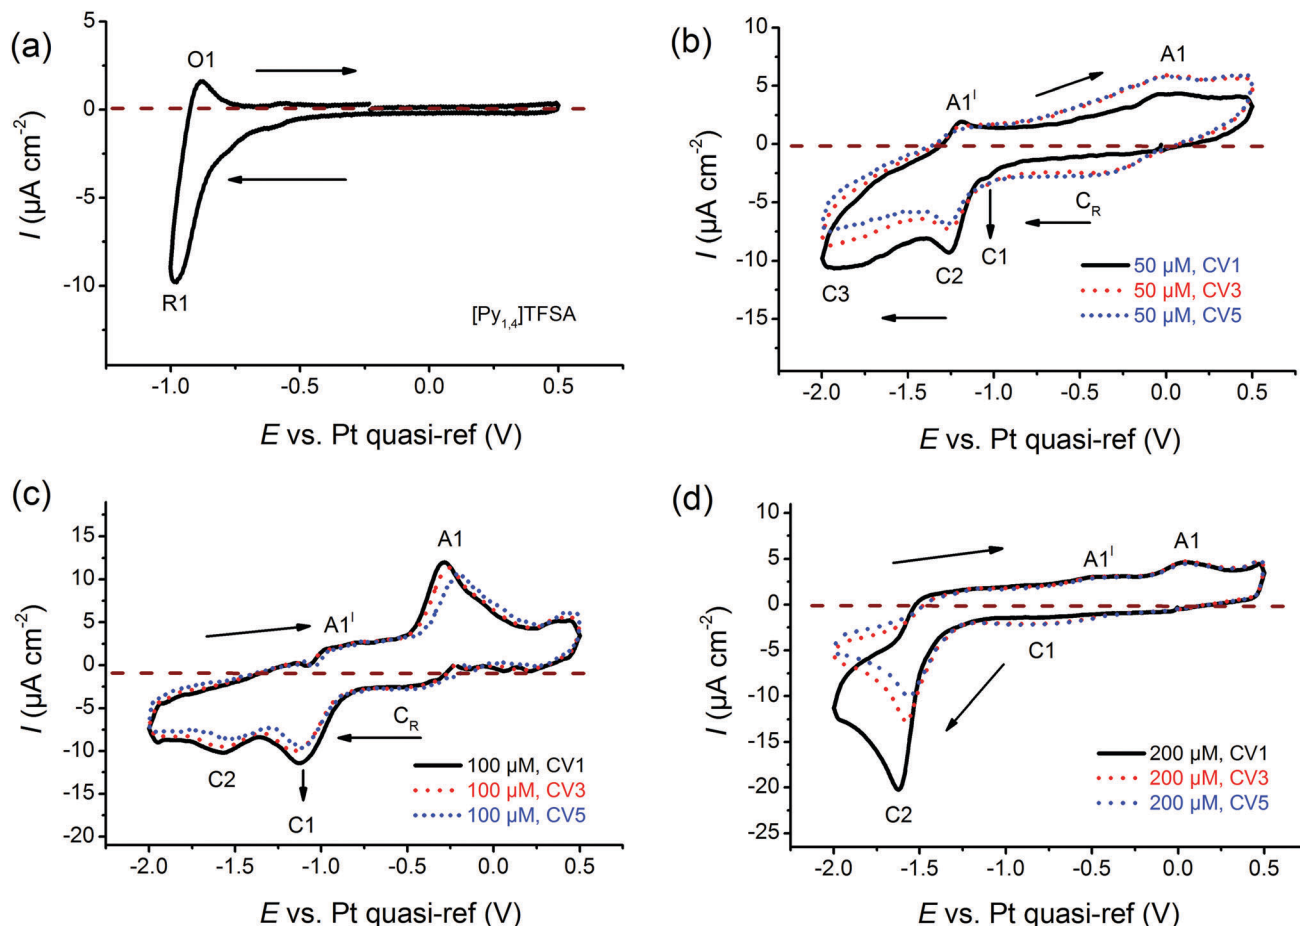 (a)
5
0
-5
-10
I (µA cm-2)
O1
R1
[Py1,4]TFSA
-1.0 -0.5 0.0 0.5
E vs. Pt quasi-ref (V)
(b)
10
5
0
-5
-10
-15
I (µA cm-2)
A1
A1I
CR
C1
C2
C3
50 µM, CV1
50 µM, CV3
50 µM, CV5
-2.0 -1.5 -1.0 -0.5 0.0 0.5
E vs. Pt quasi-ref (V)
(c)
15
10
5
0
-5
-10
-15
-20
I (µA cm-2)
A1
A1I
CR
C2
C1
100 µM, CV1
100 µM, CV3
100 µM, CV5
-2.0 -1.5 -1.0 -0.5 0.0 0.5
E vs. Pt quasi-ref (V)
(d)
10
5
0
-5
-10
-15
-20
-25
I (µA cm-2)
A1
A1I
C1
C2
200 µM, CV1
200 µM, CV3
200 µM, CV5
-2.0 -1.5 -1.0 -0.5 0.0 0.5
E vs. Pt quasi-ref (V)